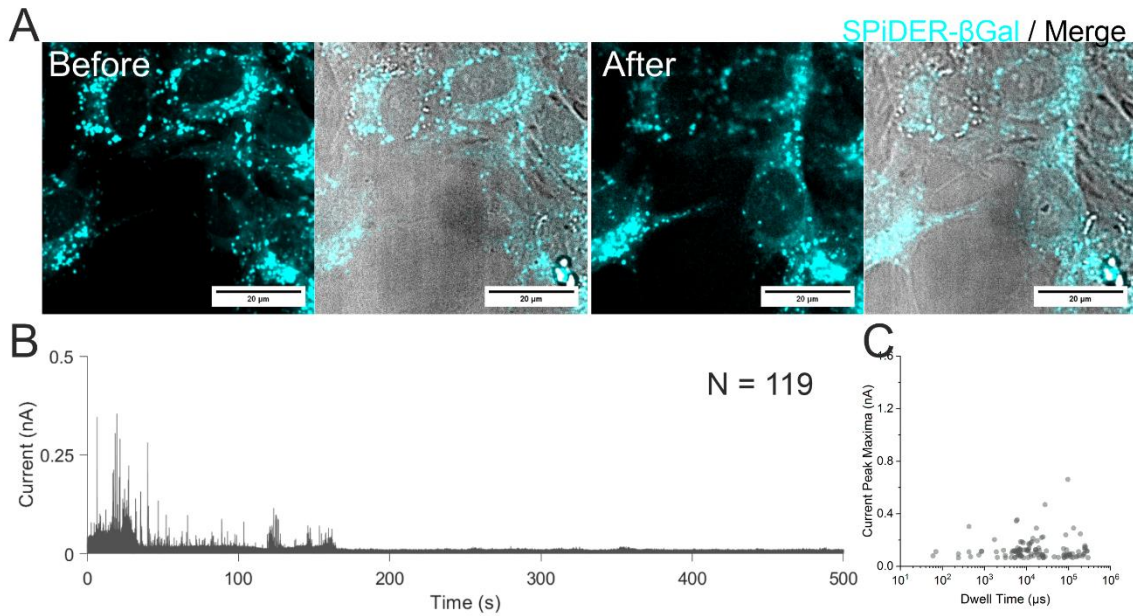 A
SPiDER-βGal / Merge
Before
After
20 µm
20 µm
20 µm
20 µm
B
C
0.5
0.25
0
Current (nA)
N = 119
0
100
200
300
400
500
Time (s)
1.6
1.2
0.8
0.4
0.0
Current Peak Maxima (nA)
10¹
10²
10³
10⁴
10⁵
10⁶
Dwell Time (µs)